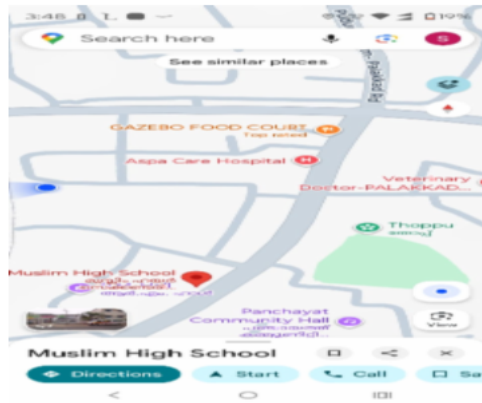 3:48
19%
Search here
S
See similar places
Palakkad Rd
GAZEBO FOOD COURT
Top rated
Aspa Care Hospital
Veterinary
Doctor-PALAKKAD...
Thoppu
തോപ്പ്
Muslim High School
Panchayat
Community Hall
View
Muslim High School
Directions
Start
Call
Sa